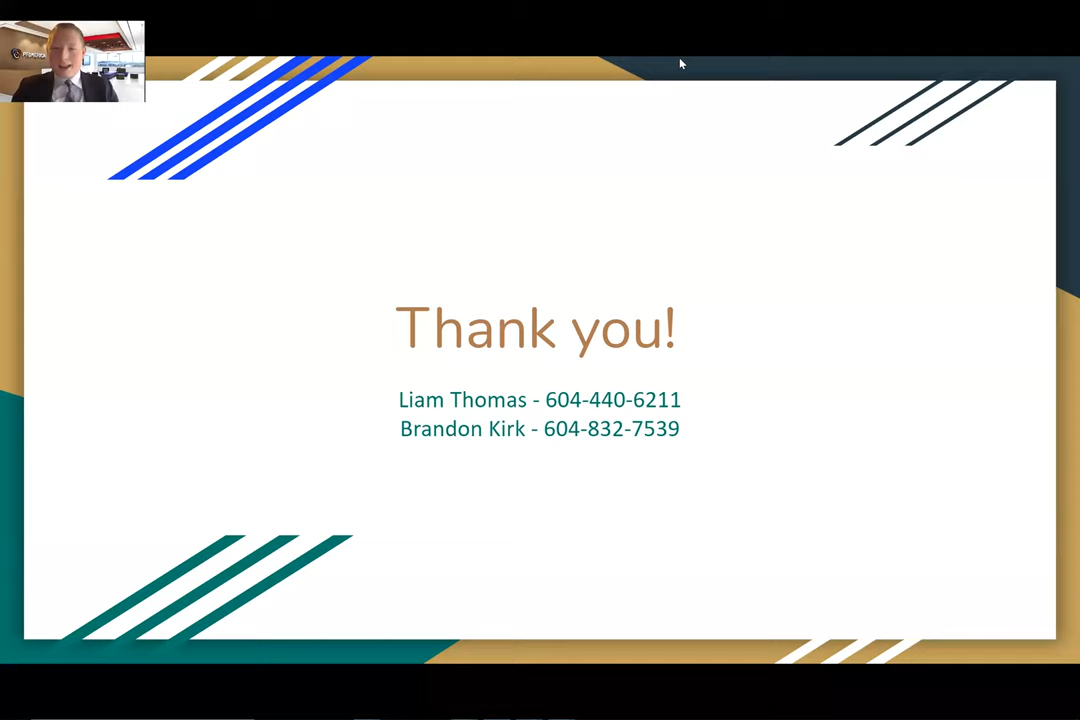 Thank you!
Liam Thomas - 604-440-6211
Brandon Kirk - 604-832-7539